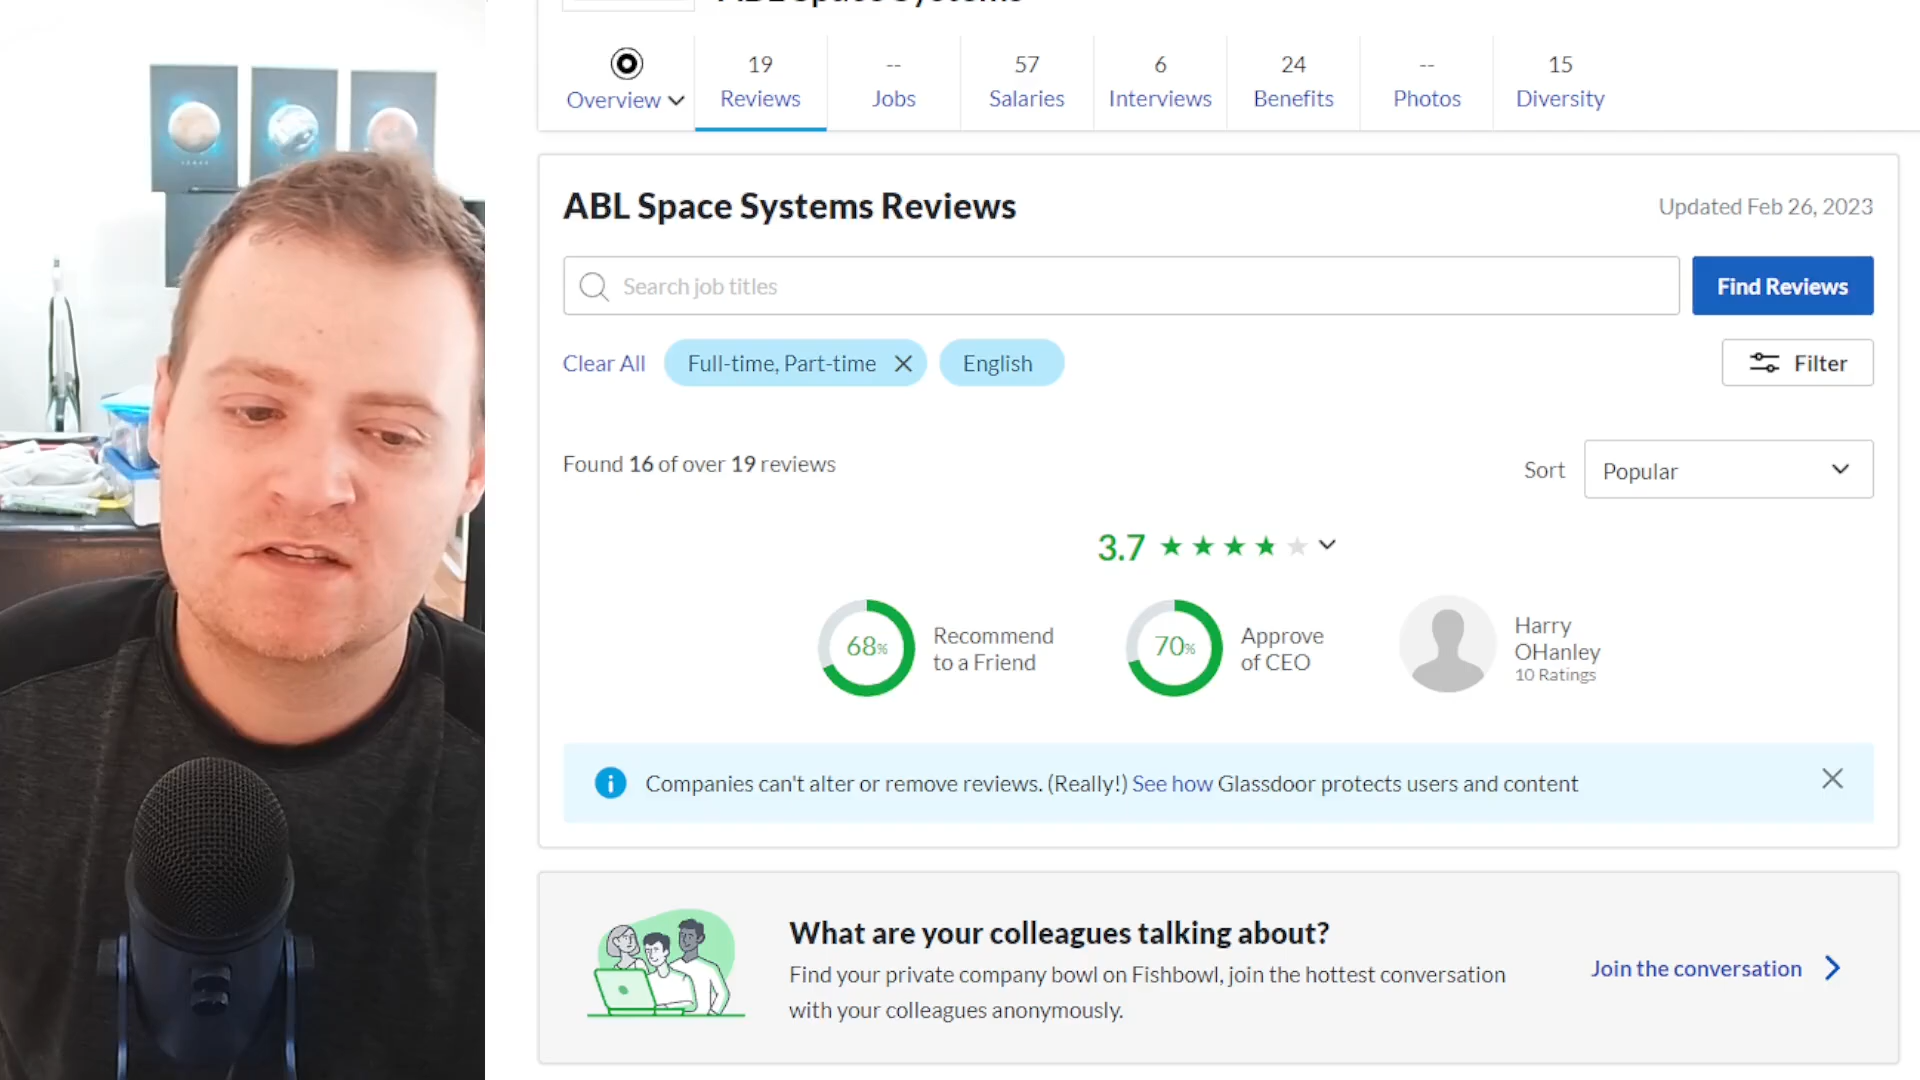 ABL Space Systems
19
--
57
6
24
--
15
Overview
Reviews
Jobs
Salaries
Interviews
Benefits
Photos
Diversity
ABL Space Systems Reviews
Updated Feb 26, 2023
Search job titles
Find Reviews
Clear All
Full-time, Part-time
English
Filter
Found 16 of over 19 reviews
Sort
Popular
3.7
68%
Recommend
to a Friend
70%
Approve
of CEO
Harry
OHanley
10 Ratings
Companies can't alter or remove reviews. (Really!) See how Glassdoor protects users and content
What are your colleagues talking about?
Find your private company bowl on Fishbowl, join the hottest conversation
with your colleagues anonymously.
Join the conversation